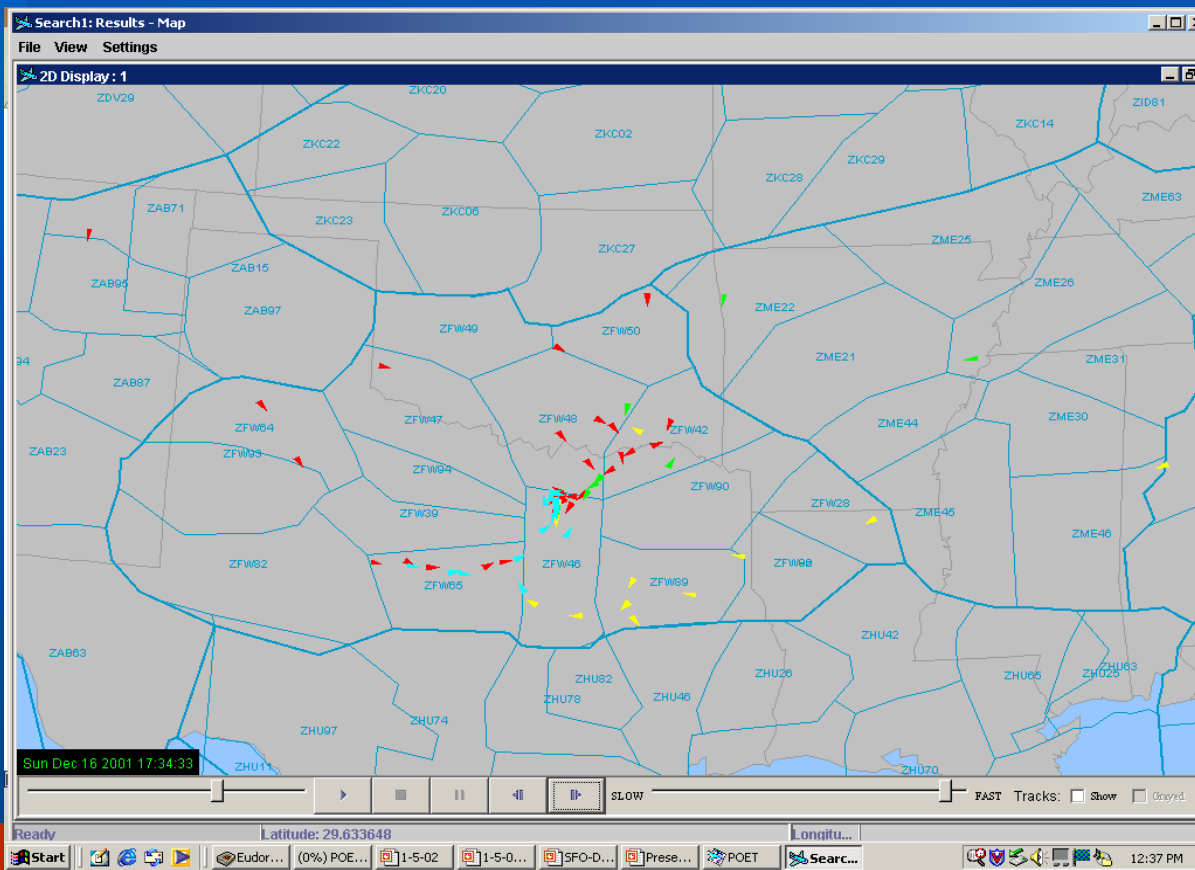 Search1: Results - Map
File View Settings
2D Display : 1
ZDV29
ZKC20
ZID81
ZKC22
ZKC02
ZKC14
ZKC29
ZKC28
ZAB71
ZKC23
ZKC06
ZME63
ZKC27
ZME25
ZAB15
ZAB95
ZME26
ZAB97
ZME22
ZFW49
ZFW50
94
ZME21
ZME31
ZAB87
ZFW64
ZFW47
ZFW48
ZFW42
ZME44
ZME30
ZAB23
ZFW93
ZFW94
ZFW90
ZFW28
ZFW39
ZME45
ZME46
ZFW82
ZFW65
ZFW46
ZFW89
ZHU42
ZAB63
ZHU82
ZHU26
ZHU65
ZHU25
ZHU63
ZHU78
ZHU46
ZHU74
ZHU97
Sun Dec 16 2001 17:34:33
ZHU11
ZHU70
SLOW FAST Tracks: Show Grayed
Ready Latitude: 29.633648 Longitu...
Start Eudor... (0%) POE... 1-5-02 1-5-0... SFO-D... Prese... POET Searc... 12:37 PM